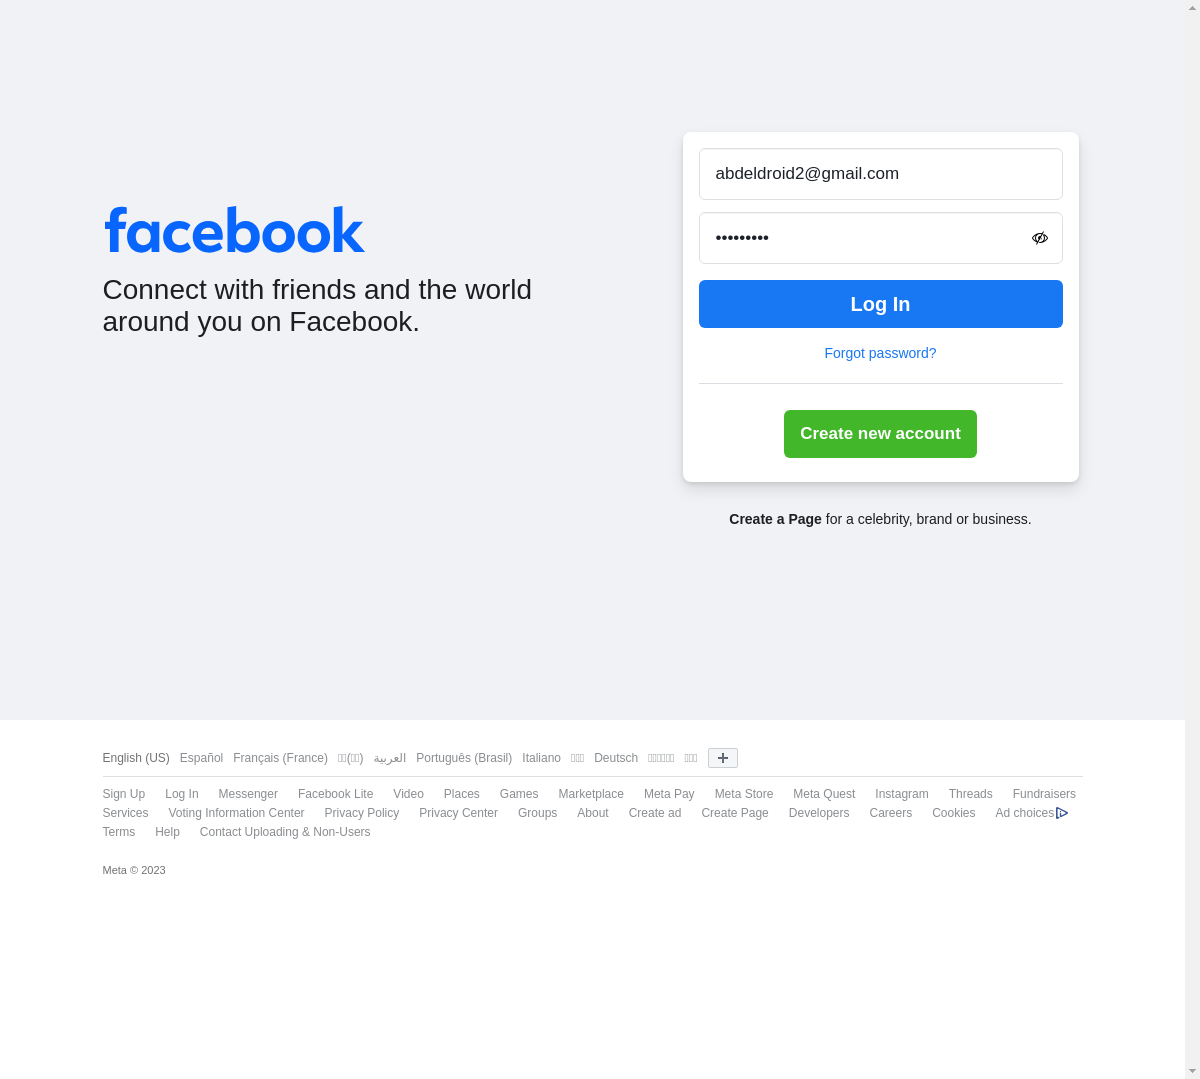 facebook
Connect with friends and the world
around you on Facebook.
abdeldroid2@gmail.com
•••••••••
Log In
Forgot password?
Create new account
Create a Page for a celebrity, brand or business.
English (US) Español Français (France) العربية Português (Brasil) Italiano Deutsch
Sign Up Log In Messenger Facebook Lite Video Places Games Marketplace Meta Pay Meta Store Meta Quest Instagram Threads Fundraisers
Services Voting Information Center Privacy Policy Privacy Center Groups About Create ad Create Page Developers Careers Cookies Ad choices
Terms Help Contact Uploading & Non-Users
Meta © 2023